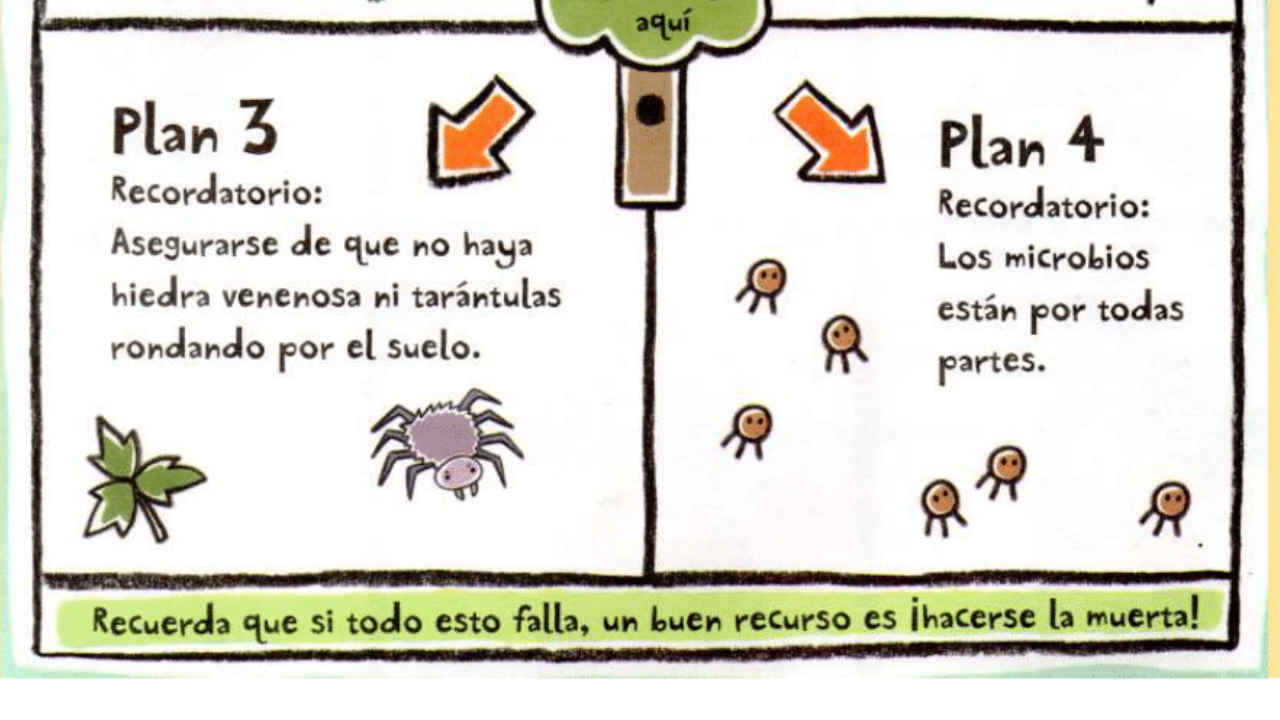 aquí
Plan 3
Recordatorio:
Asegurarse de que no haya
hiedra venenosa ni tarántulas
rondando por el suelo.
Plan 4
Recordatorio:
Los microbios
están por todas
partes.
Recuerda que si todo esto falla, un buen recurso es ¡hacerse la muerta!